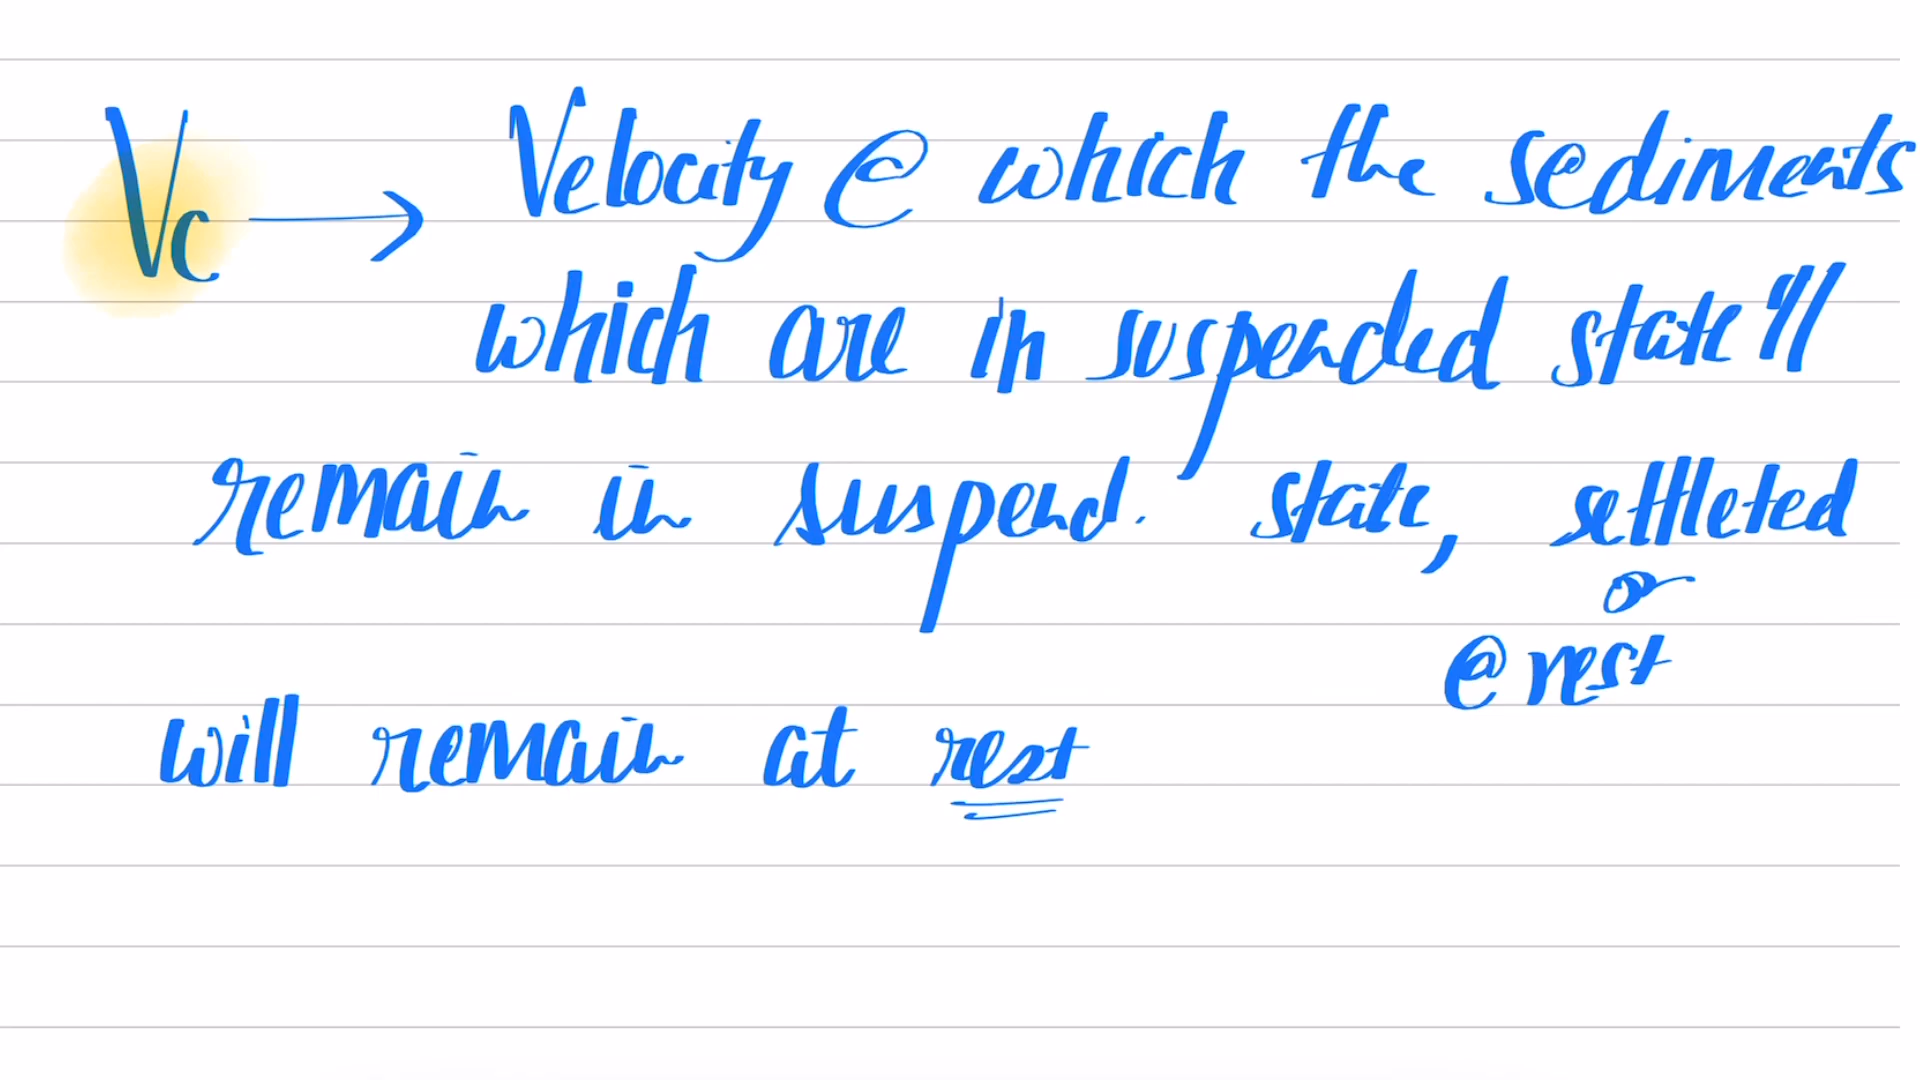 Vc → Velocity @ which the sediments
which are in suspended state'll
remain in suspend. state, settleted
or
@ rest
will remain at rest